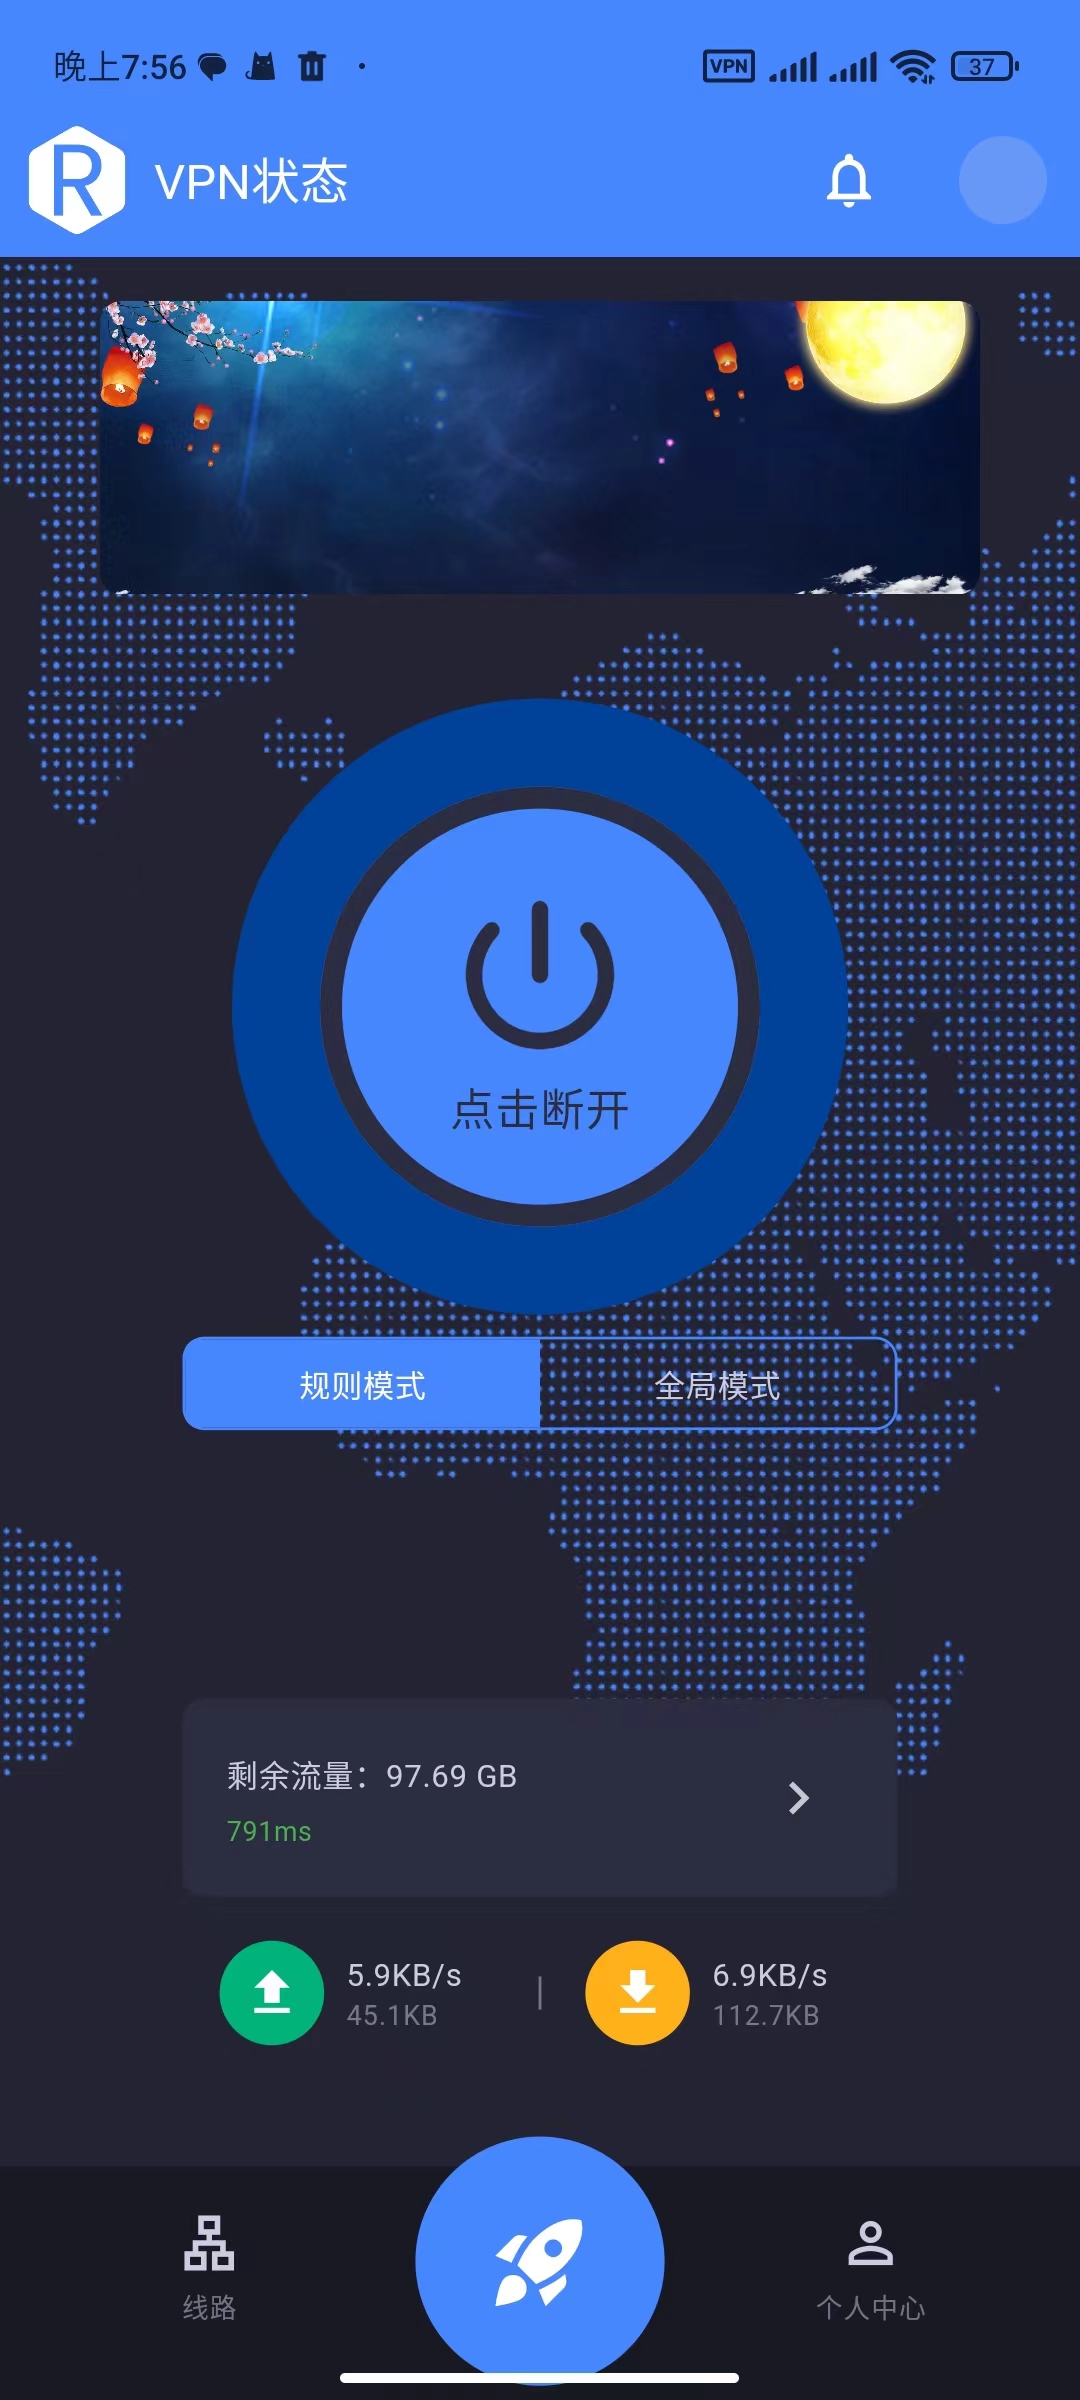 晚上7:56
VPN
37
R
VPN状态
点击断开
规则模式
全局模式
剩余流量：97.69 GB
791ms
5.9KB/s
45.1KB
6.9KB/s
112.7KB
线路
个人中心